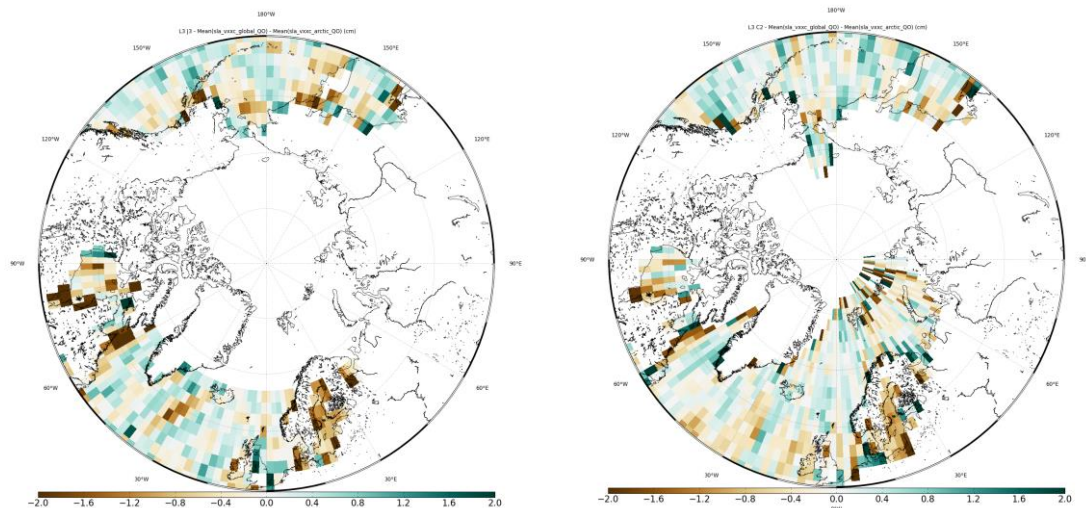 180°W
L3 J3 - Mean(sla_vxxc_global_QO) - Mean(sla_vxxc_arctic_QO) (cm)
150°W
150°E
120°W
90°W
90°E
60°W
60°E
30°W
30°E
−2.0 −1.6 −1.2 −0.8 −0.4 0.0 0.4 0.8 1.2 1.6 2.0
180°W
L3 C2 - Mean(sla_vxxc_global_QO) - Mean(sla_vxxc_arctic_QO) (cm)
150°W
150°E
120°W
90°W
60°W
60°E
30°W
30°E
−2.0 −1.6 −1.2 −0.8 −0.4 0.0 0.4 0.8 1.2 1.6 2.0